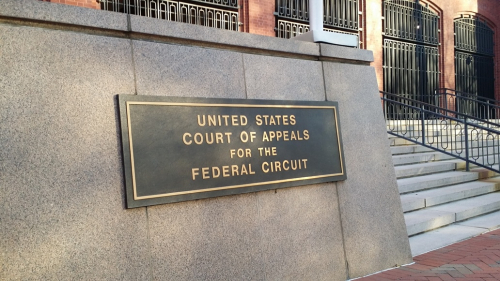 UNITED STATES
COURT OF APPEALS
FOR THE
FEDERAL CIRCUIT